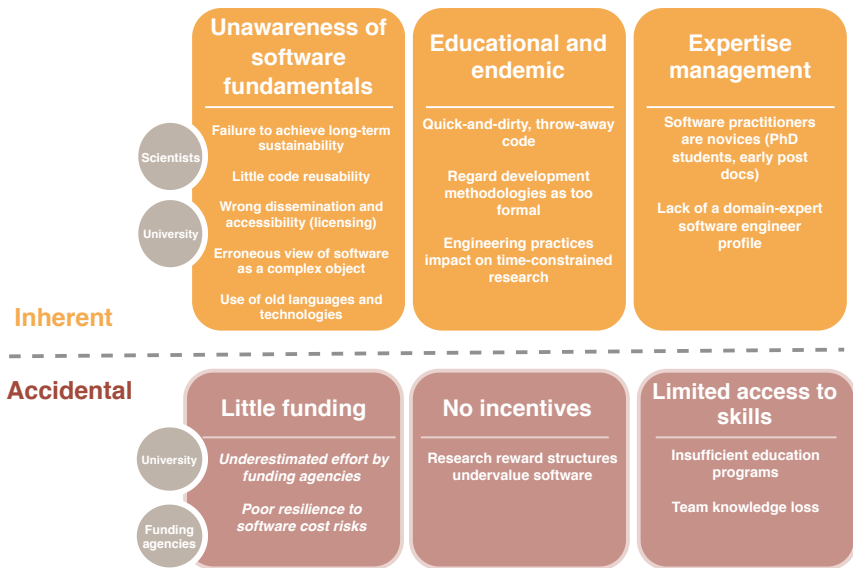 Unawareness of
software
fundamentals
Failure to achieve long-term
sustainability
Little code reusability
Wrong dissemination and
accessibility (licensing)
Erroneous view of software
as a complex object
Use of old languages and
technologies
Educational and
endemic
Quick-and-dirty, throw-away
code
Regard development
methodologies as too
formal
Engineering practices
impact on time-constrained
research
Expertise
management
Software practitioners
are novices (PhD
students, early post
docs)
Lack of a domain-expert
software engineer
profile
Scientists
University
Inherent
Accidental
Little funding
Underestimated effort by
funding agencies
Poor resilience to
software cost risks
No incentives
Research reward structures
undervalue software
Limited access to
skills
Insufficient education
programs
Team knowledge loss
University
Funding
agencies